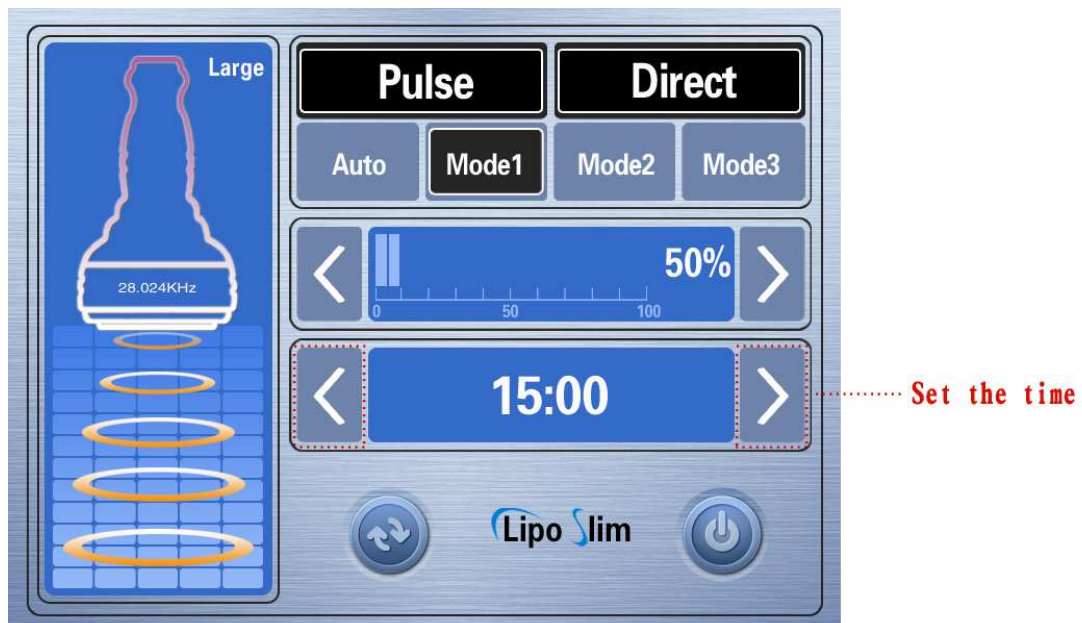 Large
Pulse Direct
Auto Mode1 Mode2 Mode3
50%
28.024KHz
0 50 100
15:00
Set the time
Lipo Slim